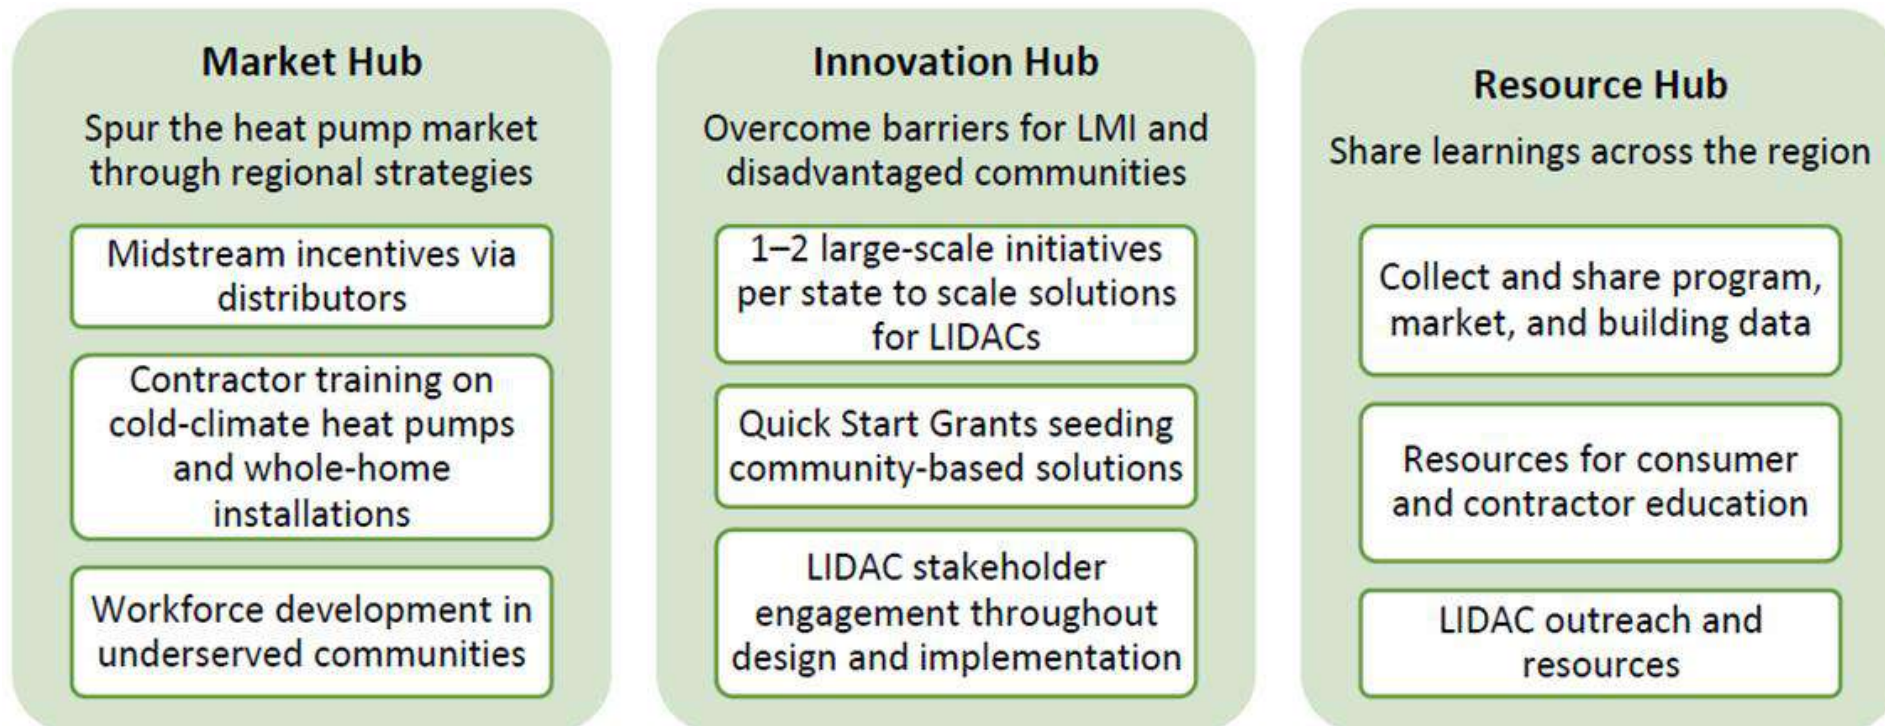 Market Hub
Spur the heat pump market
through regional strategies
Midstream incentives via
distributors
Contractor training on
cold-climate heat pumps
and whole-home
installations
Workforce development in
underserved communities
Innovation Hub
Overcome barriers for LMI and
disadvantaged communities
1–2 large-scale initiatives
per state to scale solutions
for LIDACs
Quick Start Grants seeding
community-based solutions
LIDAC stakeholder
engagement throughout
design and implementation
Resource Hub
Share learnings across the region
Collect and share program,
market, and building data
Resources for consumer
and contractor education
LIDAC outreach and
resources